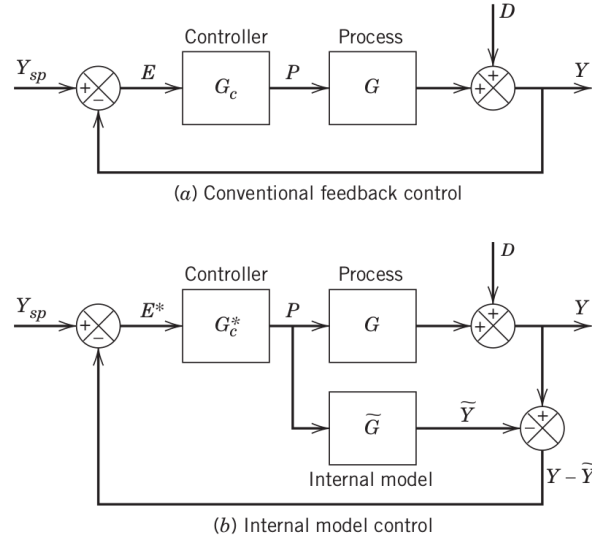 Controller Process D
Y_sp + − E G_c P G + + Y
(a) Conventional feedback control
Controller Process D
Y_sp + − E* G_c* P G + + Y
G̃ Ỹ − +
Internal model Y − Ỹ
(b) Internal model control